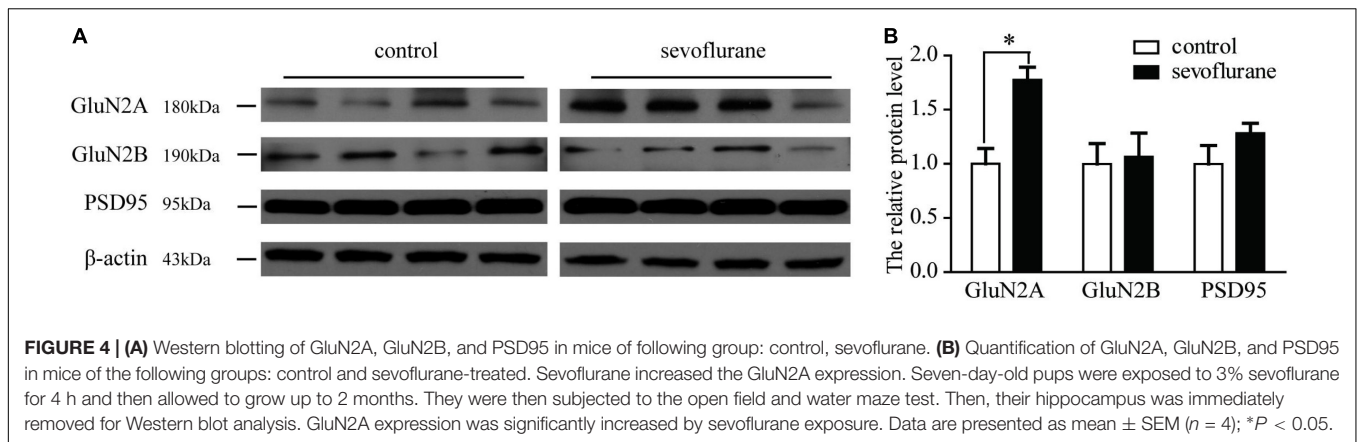 A
control sevoflurane
GluN2A 180kDa
GluN2B 190kDa
PSD95 95kDa
β-actin 43kDa
B
The relative protein level
2.0
1.5
1.0
0.5
0.0
*
control
sevoflurane
GluN2A GluN2B PSD95
FIGURE 4 | (A) Western blotting of GluN2A, GluN2B, and PSD95 in mice of following group: control, sevoflurane. (B) Quantification of GluN2A, GluN2B, and PSD95
in mice of the following groups: control and sevoflurane-treated. Sevoflurane increased the GluN2A expression. Seven-day-old pups were exposed to 3% sevoflurane
for 4 h and then allowed to grow up to 2 months. They were then subjected to the open field and water maze test. Then, their hippocampus was immediately
removed for Western blot analysis. GluN2A expression was significantly increased by sevoflurane exposure. Data are presented as mean ± SEM (n = 4); *P < 0.05.